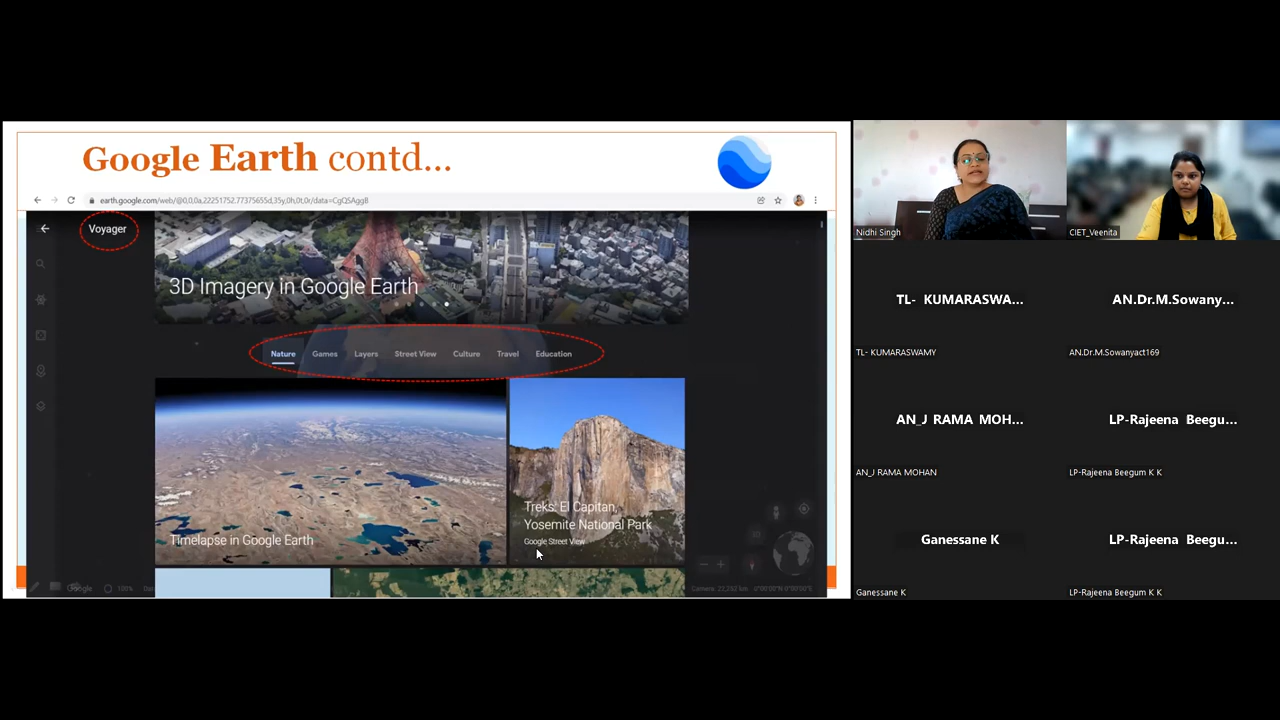 Google Earth contd...
earth.google.com/web/@0,0,0a,22251752.77375655d,35y,0h,0t,0r/data=CgQSAggB
Voyager
3D Imagery in Google Earth
Nature Games Layers Street View Culture Travel Education
Timelapse in Google Earth
Treks: El Capitan,
Yosemite National Park
Google Street View
Google 100%
Nidhi Singh
CIET_Veenita
TL- KUMARASWA...
TL- KUMARASWAMY
AN.Dr.M.Sowany...
AN.Dr.M.Sowanyact169
AN_J RAMA MOH...
AN_J RAMA MOHAN
LP-Rajeena Beegu...
LP-Rajeena Beegum K K
Ganessane K
Ganessane K
LP-Rajeena Beegu...
LP-Rajeena Beegum K K